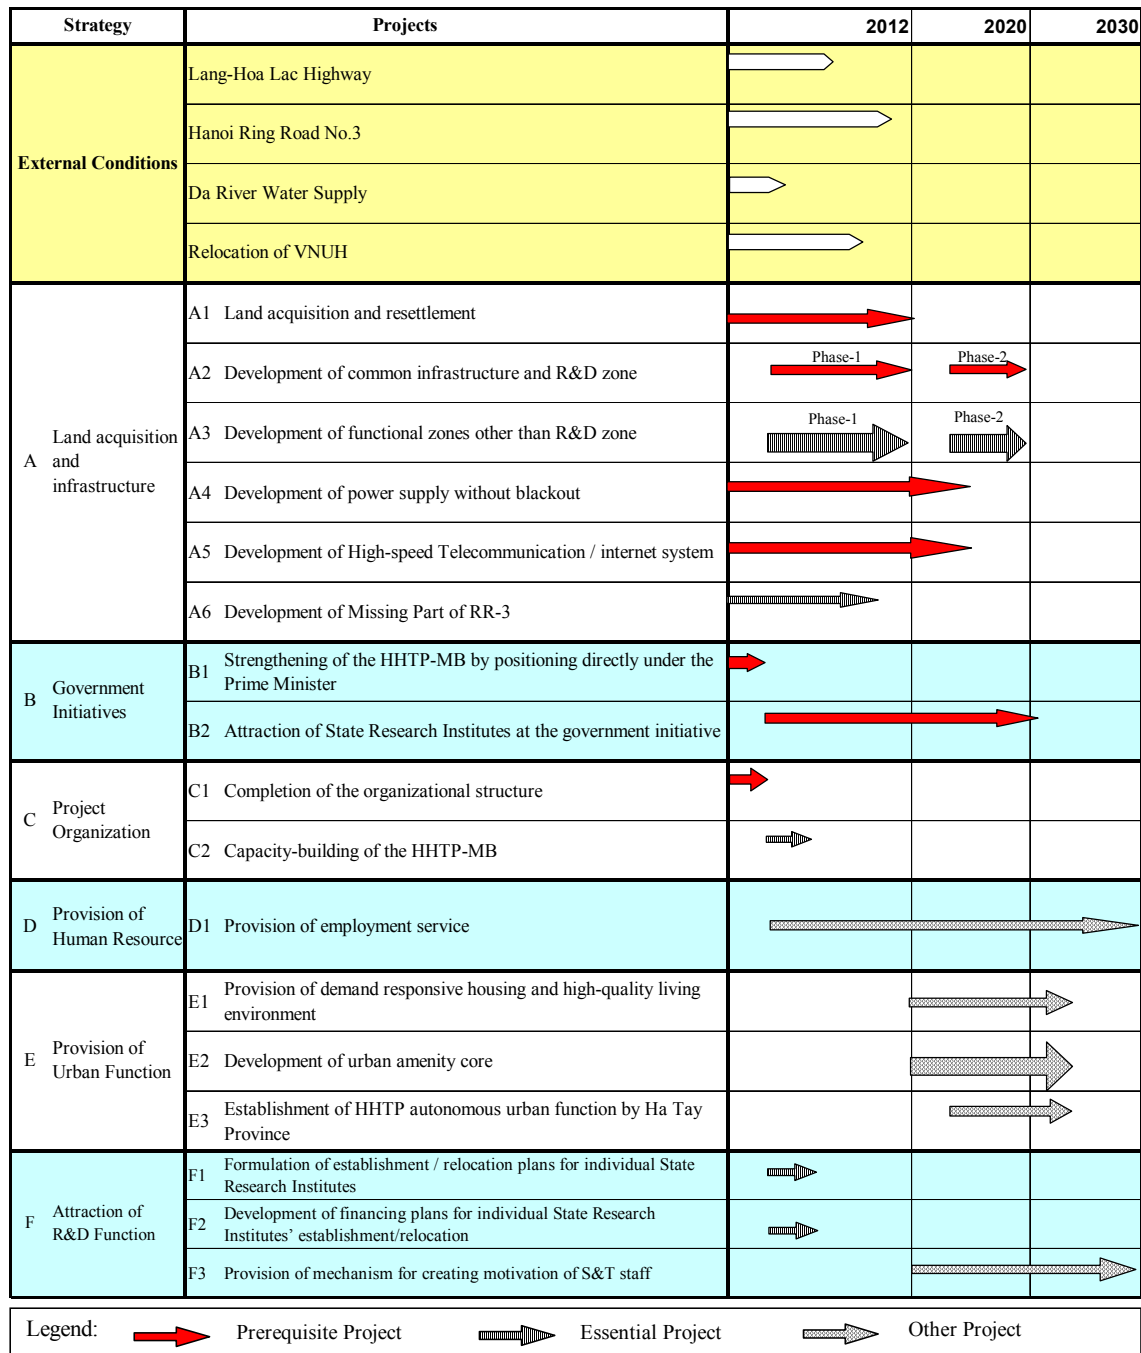 Strategy Projects 2012 2020 2030
External Conditions
Lang-Hoa Lac Highway
Hanoi Ring Road No.3
Da River Water Supply
Relocation of VNUH
A Land acquisition
and
infrastructure
A1 Land acquisition and resettlement
A2 Development of common infrastructure and R&D zone
Phase-1 Phase-2
A3 Development of functional zones other than R&D zone
Phase-1 Phase-2
A4 Development of power supply without blackout
A5 Development of High-speed Telecommunication / internet system
A6 Development of Missing Part of RR-3
B Government
Initiatives
B1 Strengthening of the HHTP-MB by positioning directly under the
Prime Minister
B2 Attraction of State Research Institutes at the government initiative
C Project
Organization
C1 Completion of the organizational structure
C2 Capacity-building of the HHTP-MB
D Provision of
Human Resource
D1 Provision of employment service
E Provision of
Urban Function
E1 Provision of demand responsive housing and high-quality living
environment
E2 Development of urban amenity core
E3 Establishment of HHTP autonomous urban function by Ha Tay
Province
F Attraction of
R&D Function
F1 Formulation of establishment / relocation plans for individual State
Research Institutes
F2 Development of financing plans for individual State Research
Institutes’ establishment/relocation
F3 Provision of mechanism for creating motivation of S&T staff
Legend: Prerequisite Project Essential Project Other Project